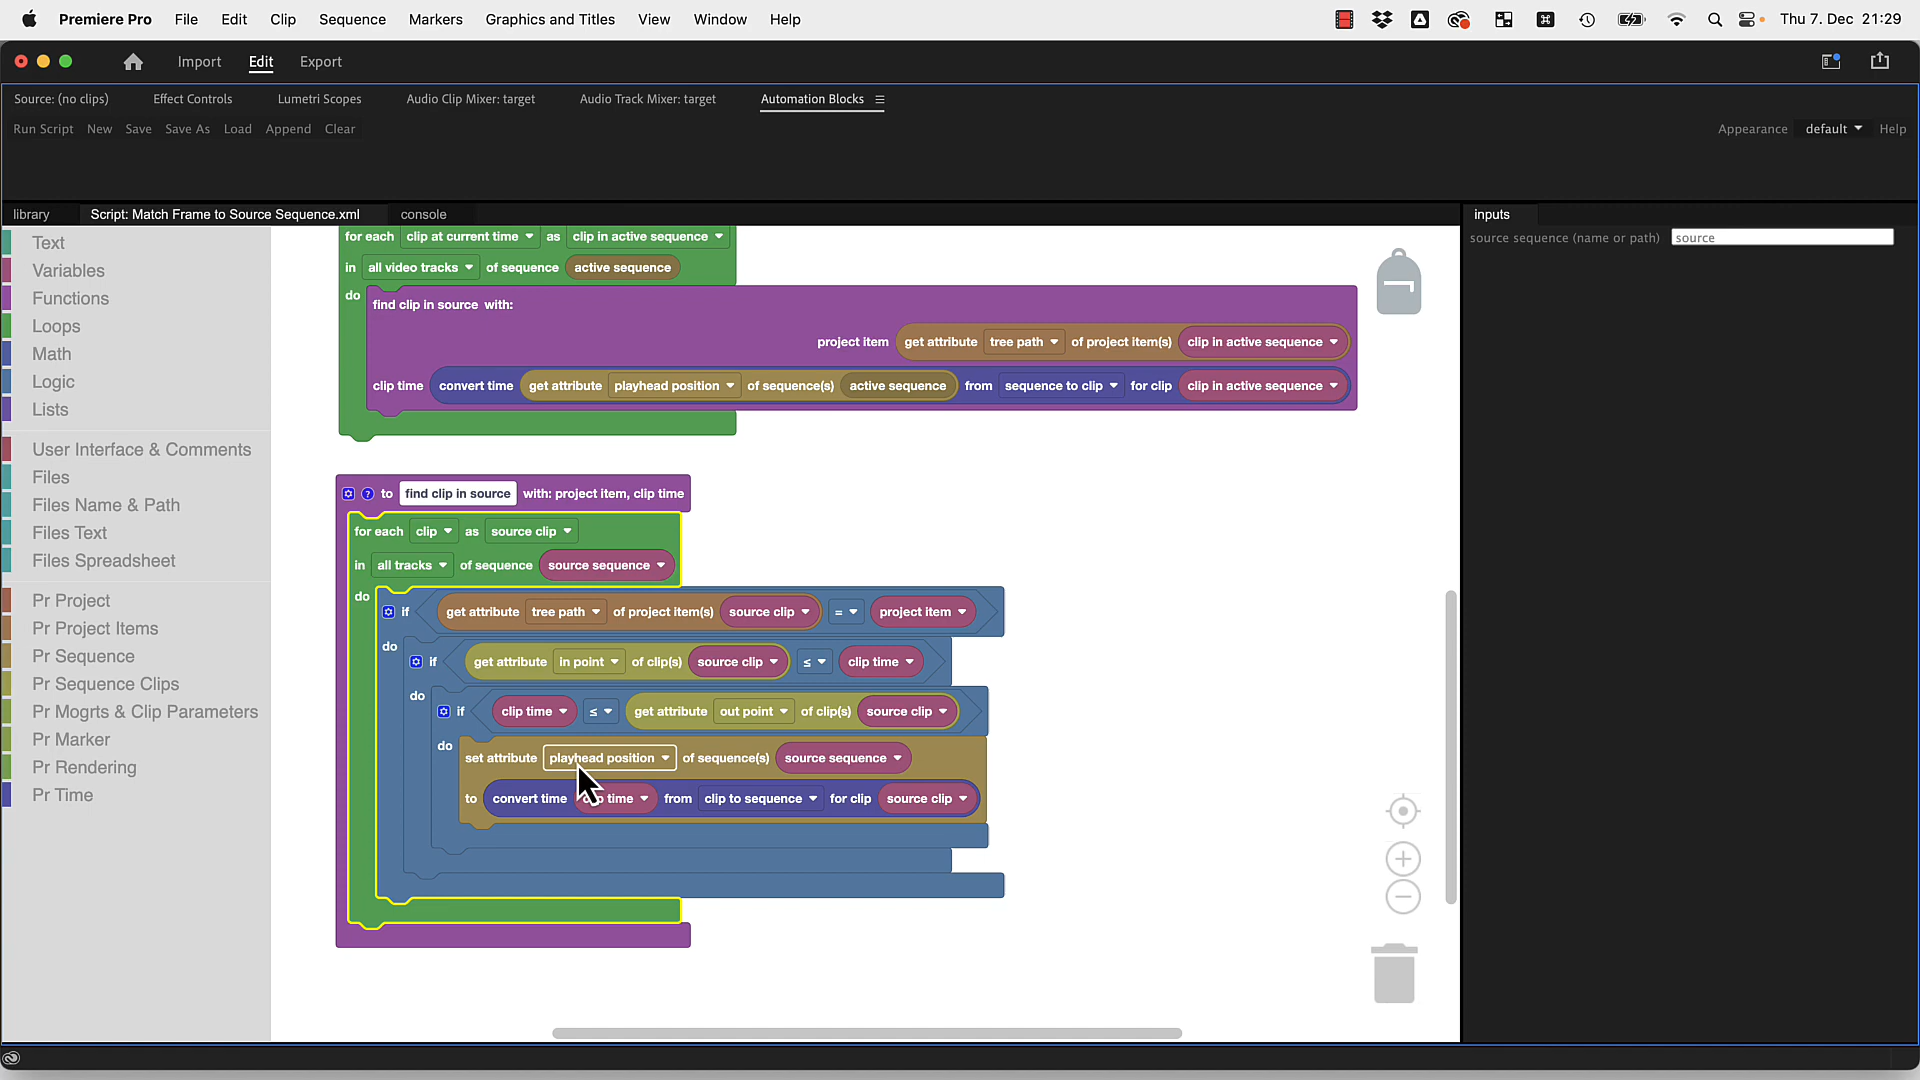 Premiere Pro File Edit Clip Sequence Markers Graphics and Titles View Window Help Thu 7. Dec 21:29
Import Edit Export
Source: (no clips) Effect Controls Lumetri Scopes Audio Clip Mixer: target Audio Track Mixer: target Automation Blocks
Run Script New Save Save As Load Append Clear Appearance default Help
library Script: Match Frame to Source Sequence.xml console inputs
source sequence (name or path) source
Text
Variables
Functions
Loops
Math
Logic
Lists
User Interface & Comments
Files
Files Name & Path
Files Text
Files Spreadsheet
Pr Project
Pr Project Items
Pr Sequence
Pr Sequence Clips
Pr Mogrts & Clip Parameters
Pr Marker
Pr Rendering
Pr Time
for each clip at current time as clip in active sequence
in all video tracks of sequence active sequence
do find clip in source with:
project item get attribute tree path of project item(s) clip in active sequence
clip time convert time get attribute playhead position of sequence(s) active sequence from sequence to clip for clip clip in active sequence
? to find clip in source with: project item, clip time
for each clip as source clip
in all tracks of sequence source sequence
do if get attribute tree path of project item(s) source clip = project item
do if get attribute in point of clip(s) source clip ≤ clip time
do if clip time ≤ get attribute out point of clip(s) source clip
do set attribute playhead position of sequence(s) source sequence
to convert time time from clip to sequence for clip source clip